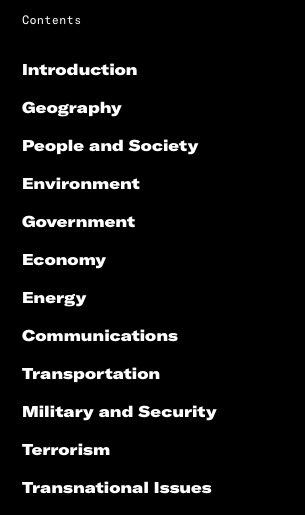 Contents
Introduction
Geography
People and Society
Environment
Government
Economy
Energy
Communications
Transportation
Military and Security
Terrorism
Transnational Issues